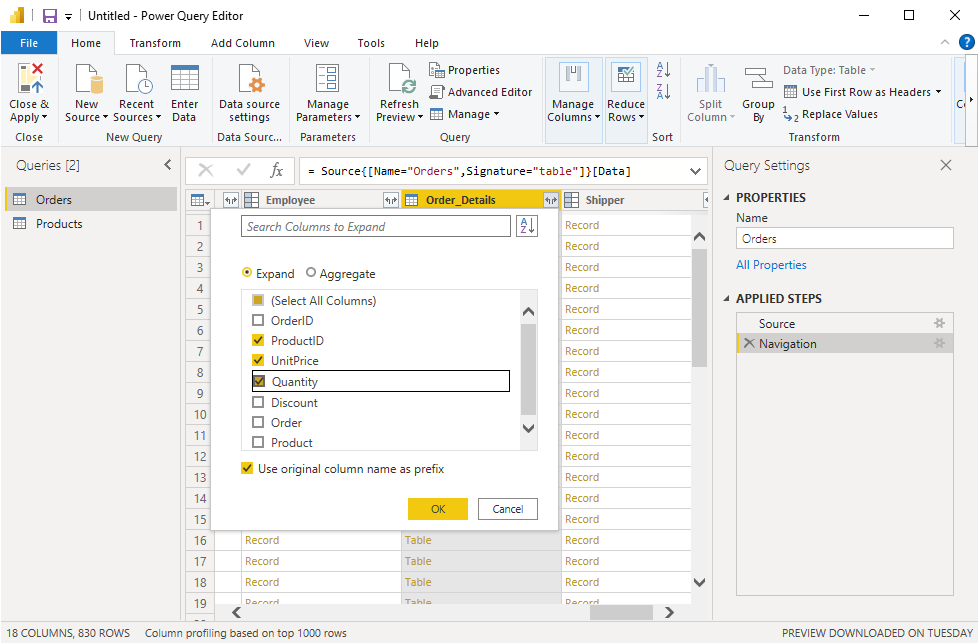 Untitled - Power Query Editor
File Home Transform Add Column View Tools Help
Close & Apply
New Source
Recent Sources
Enter Data
Data source settings
Manage Parameters
Refresh Preview
Properties
Advanced Editor
Manage
Manage Columns
Reduce Rows
Split Column
Group By
Data Type: Table
Use First Row as Headers
Replace Values
Close New Query Data Sourc... Parameters Query Sort Transform
Queries [2]
Orders
Products
fx = Source{[Name="Orders",Signature="table"]}[Data]
Employee Order_Details Shipper
Search Columns to Expand
Expand Aggregate
(Select All Columns)
OrderID
ProductID
UnitPrice
Quantity
Discount
Order
Product
Use original column name as prefix
OK Cancel
1 Record
2 Record
3 Record
4 Record
5 Record
6 Record
7 Record
8 Record
9 Record
10 Record
11 Record
12 Record
13 Record
14 Record
15 Record
16 Record Table Record
17 Record Table Record
18 Record Table Record
19 Record Table Record
Query Settings
PROPERTIES
Name
Orders
All Properties
APPLIED STEPS
Source
Navigation
18 COLUMNS, 830 ROWS Column profiling based on top 1000 rows PREVIEW DOWNLOADED ON TUESDAY